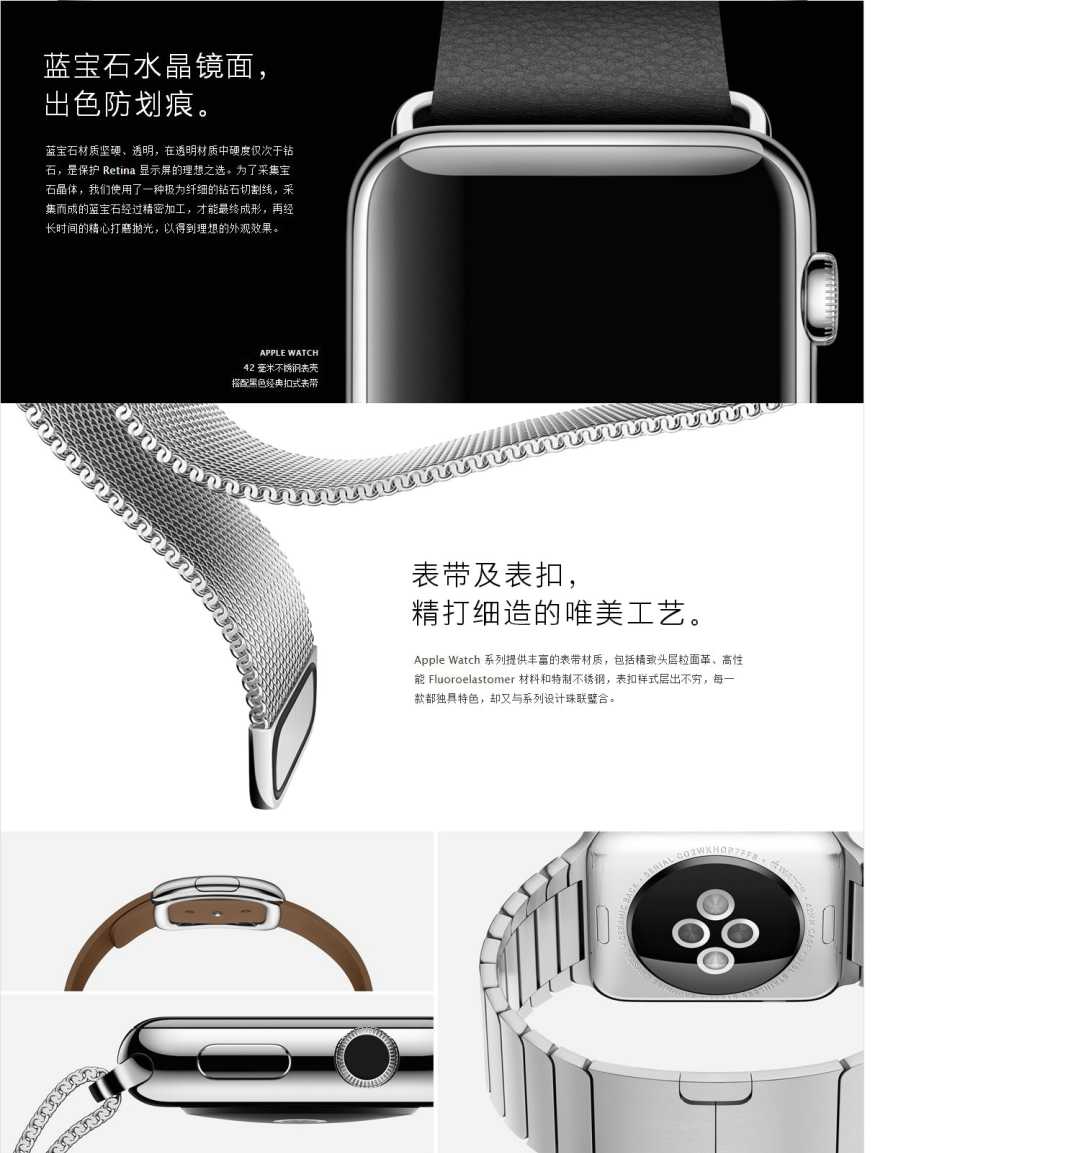 蓝宝石水晶镜面，
出色防划痕。
蓝宝石材质坚硬、透明，在透明材质中硬度仅次于钻
石，是保护 Retina 显示屏的理想之选。为了采集宝
石晶体，我们使用了一种极为纤细的钻石切割线，采
集而成的蓝宝石经过精密加工，才能最终成形，再经
长时间的精心打磨抛光，以得到理想的外观效果。
APPLE WATCH
42 毫米不锈钢表壳
搭配黑色经典扣式表带
表带及表扣，
精打细造的唯美工艺。
Apple Watch 系列提供丰富的表带材质，包括精致头层粒面革、高性
能 Fluoroelastomer 材料和特制不锈钢，表扣样式层出不穷，每一
款都独具特色，却又与系列设计珠联璧合。